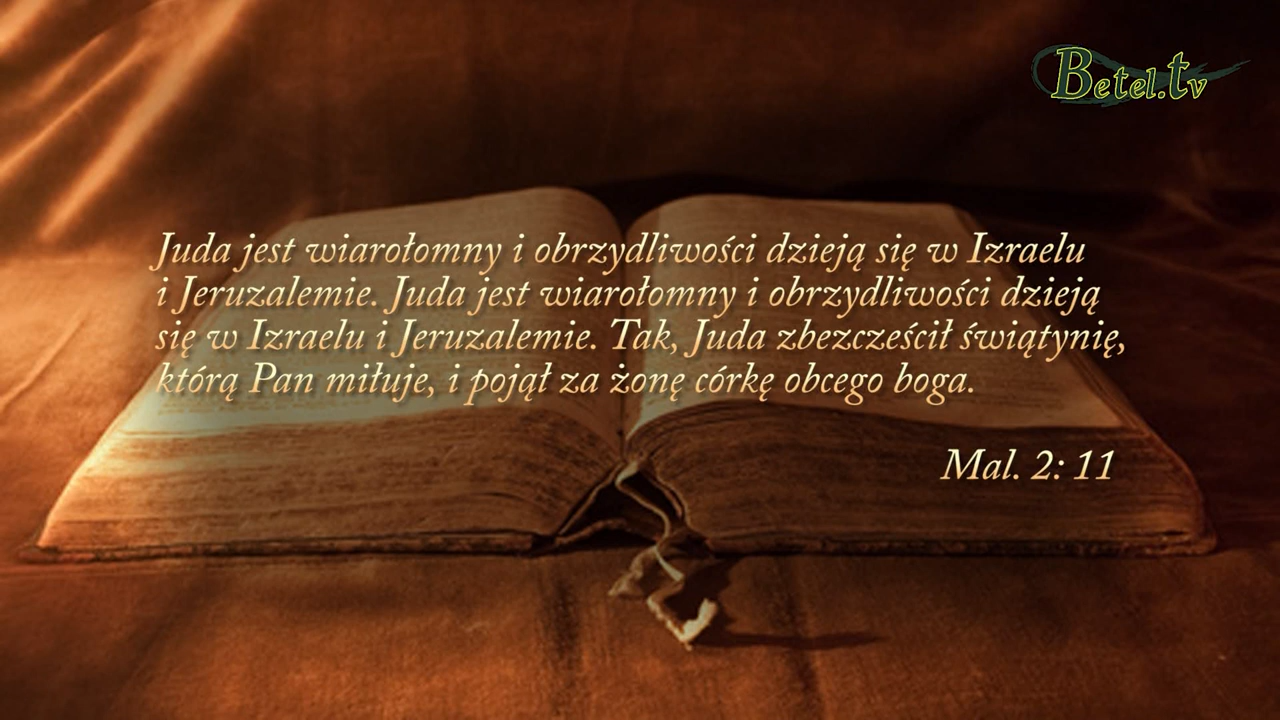 Betel.tv
Juda jest wiarołomny i obrzydliwości dzieją się w Izraelu
i Jeruzalemie. Juda jest wiarołomny i obrzydliwości dzieją
się w Izraelu i Jeruzalemie. Tak, Juda zbezcześcił świątynię,
którą Pan miłuje, i pojął za żonę córkę obcego boga.
Mal. 2: 11